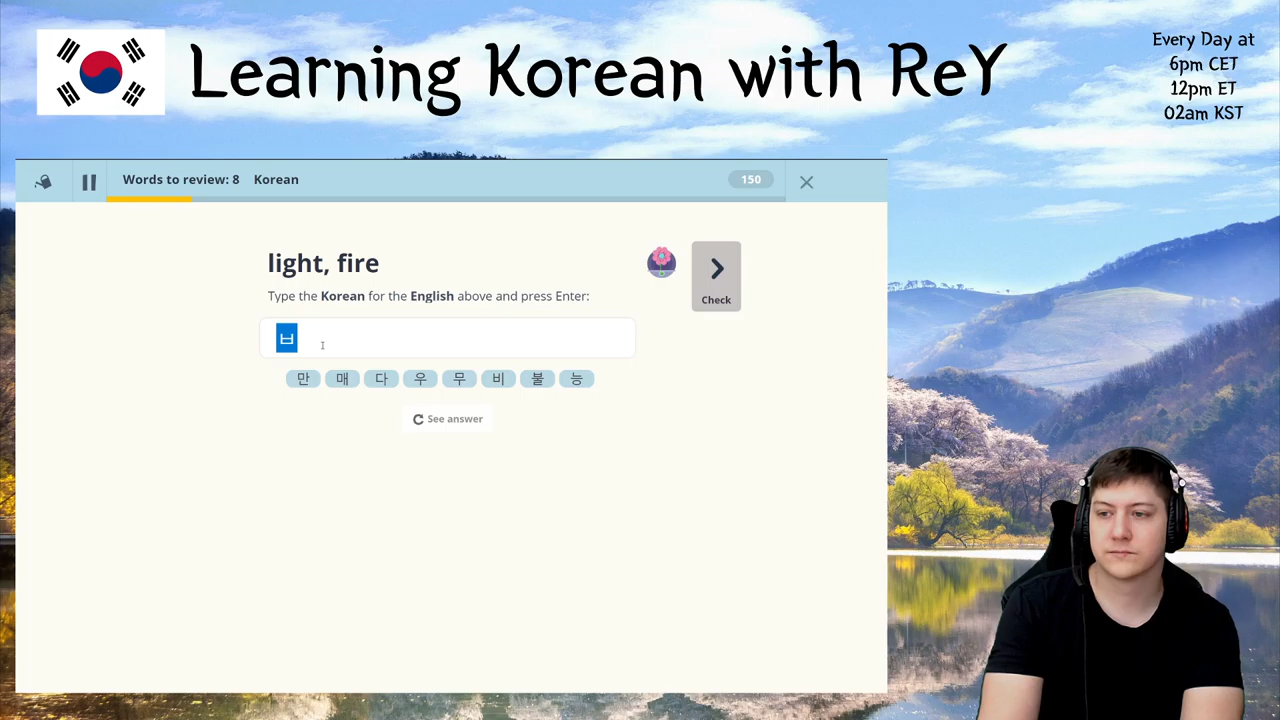 Learning Korean with ReY
Every Day at
6pm CET
12pm ET
02am KST
Words to review: 8 Korean
150
light, fire
Type the Korean for the English above and press Enter:
ㅂ
만 매 다 우 무 비 불 능
See answer
Check